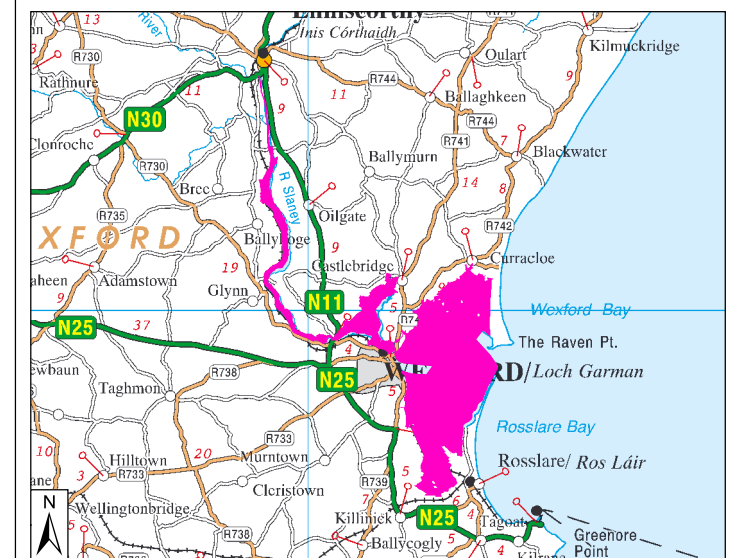 Inis Córthaidh
River
13
R730
Oulart
Kilmuckridge
Rathnure
11
9
11
R744
9
Ballaghkeen
N30
R744
Clonroche
R741
7
Blackwater
Ballymurn
R730
14
8
Bree
R Slaney
R735
Oilgate
R742
XFORD
9
Castlebridge
Curracloe
aheen
Adamstown
19
9
Glynn
9
N11
5
Wexford Bay
N25
37
The Raven Pt.
4
RD/Loch Garman
R738
N25
ewbaun
Taghmon
5
Rosslare Bay
R733
10
20
Murntown
Hilltown
3
R733
5
Rosslare/ Ros Láir
R739
Cleristown
ane
N
Wellingtonbridge
7
6
4
Killinick
N25
Tagoat
5
R738
Greenore
Point
Ballycogly
5